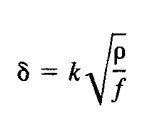 δ = k√(ρ/f)